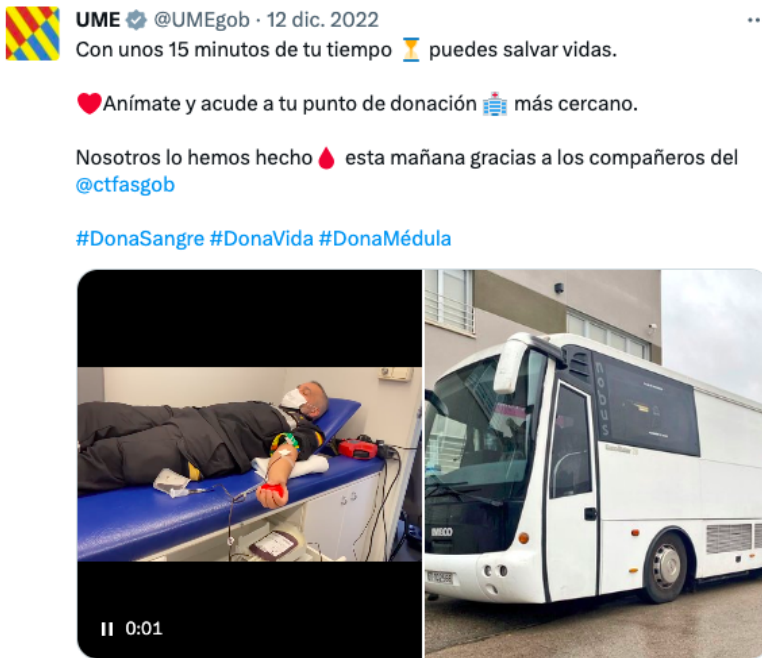 UME @UMEgob · 12 dic. 2022
Con unos 15 minutos de tu tiempo ⏳ puedes salvar vidas.
❤️Anímate y acude a tu punto de donación 🏥 más cercano.
Nosotros lo hemos hecho🩸 esta mañana gracias a los compañeros del
@ctfasgob
#DonaSangre #DonaVida #DonaMédula
nobus
IVECO
0:01